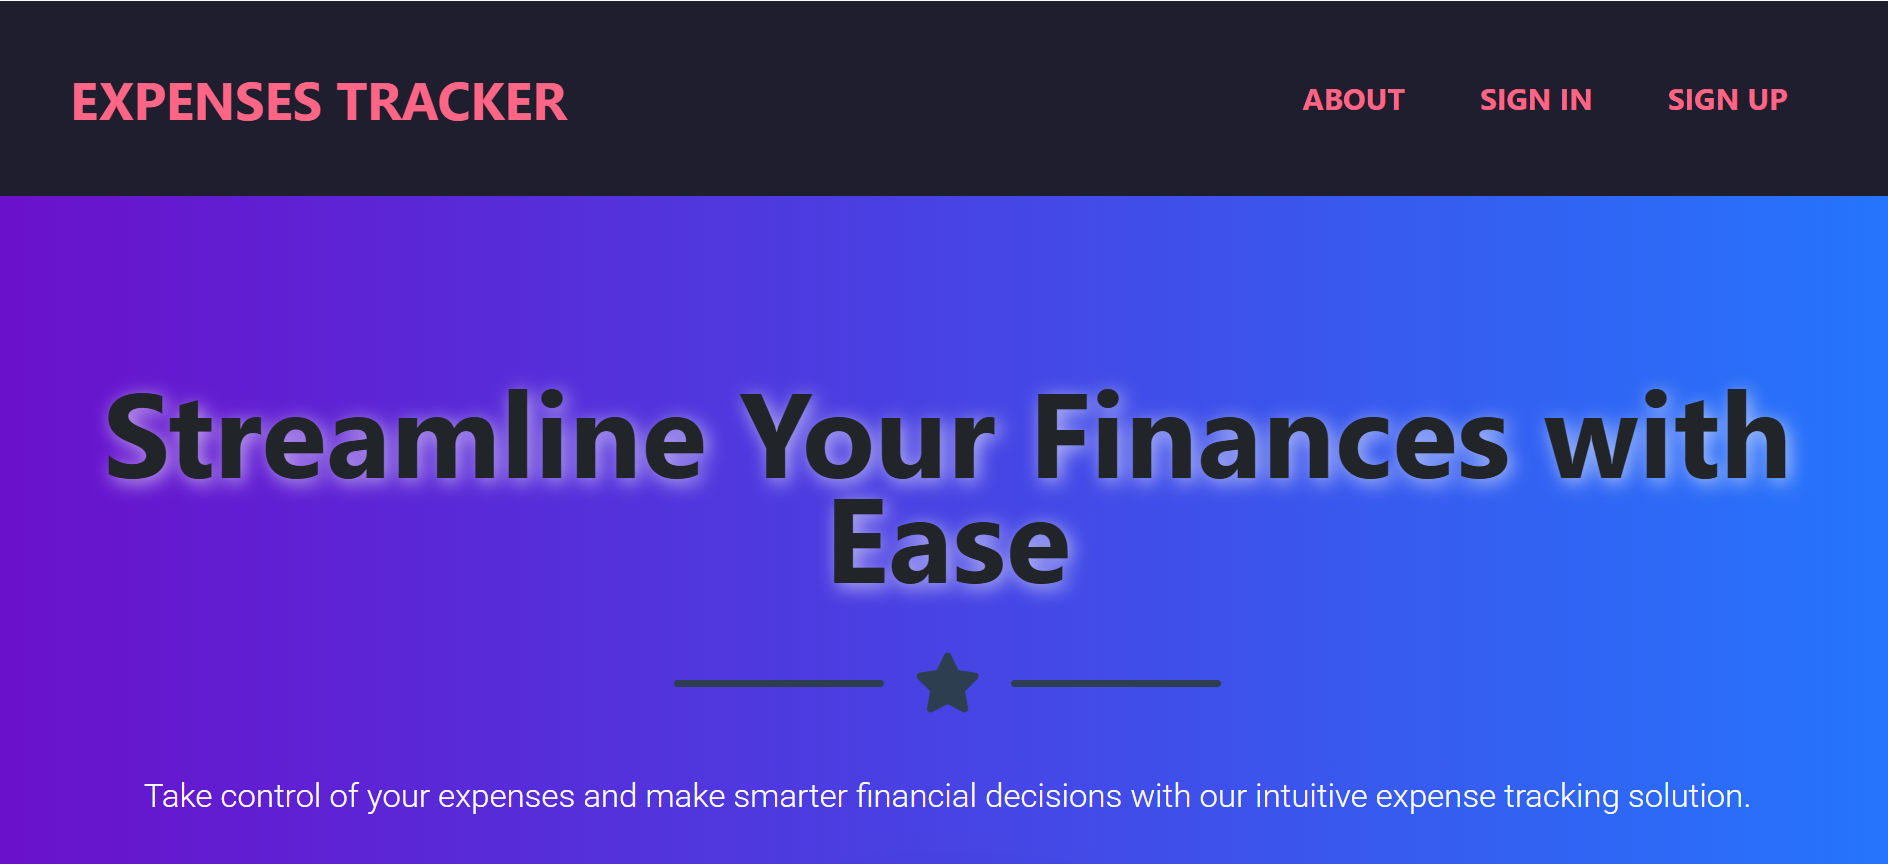 EXPENSES TRACKER
ABOUT
SIGN IN
SIGN UP
Streamline Your Finances with
Ease
Take control of your expenses and make smarter financial decisions with our intuitive expense tracking solution.